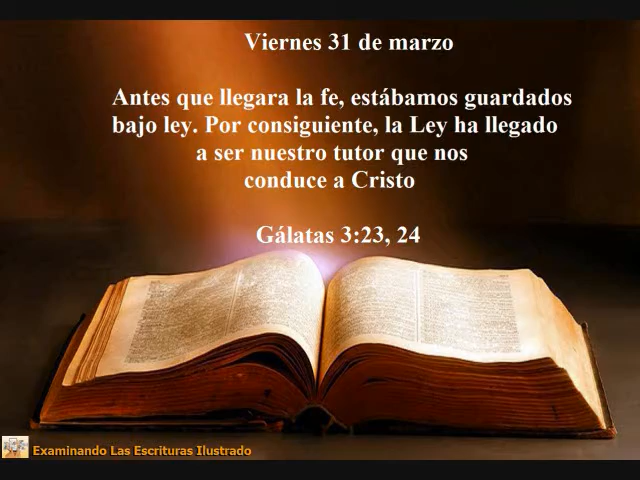 Viernes 31 de marzo
Antes que llegara la fe, estábamos guardados
bajo ley. Por consiguiente, la Ley ha llegado
a ser nuestro tutor que nos
conduce a Cristo
Gálatas 3:23, 24
Examinando Las Escrituras Ilustrado